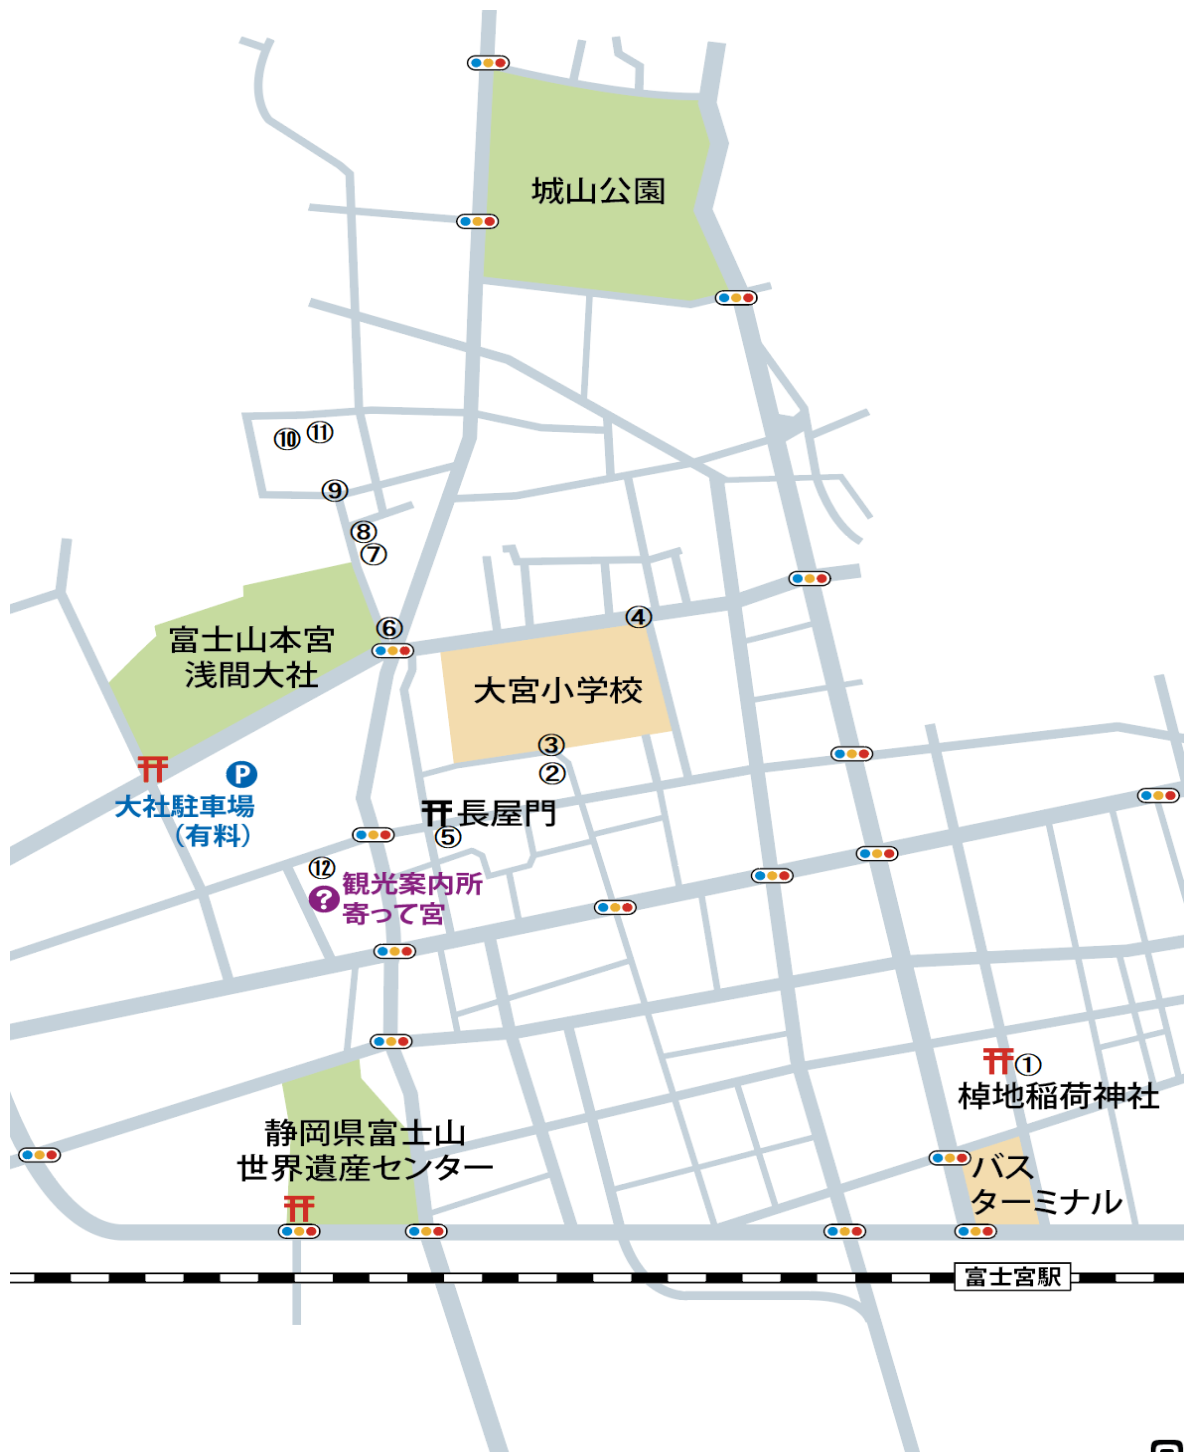 城山公園
⑩
⑪
⑨
⑧
⑦
⑥
④
富士山本宮
浅間大社
大宮小学校
③
②
P
大社駐車場
（有料）
長屋門
⑤
⑫
?
観光案内所
寄って宮
①
棹地稲荷神社
静岡県富士山
世界遺産センター
バス
ターミナル
富士宮駅